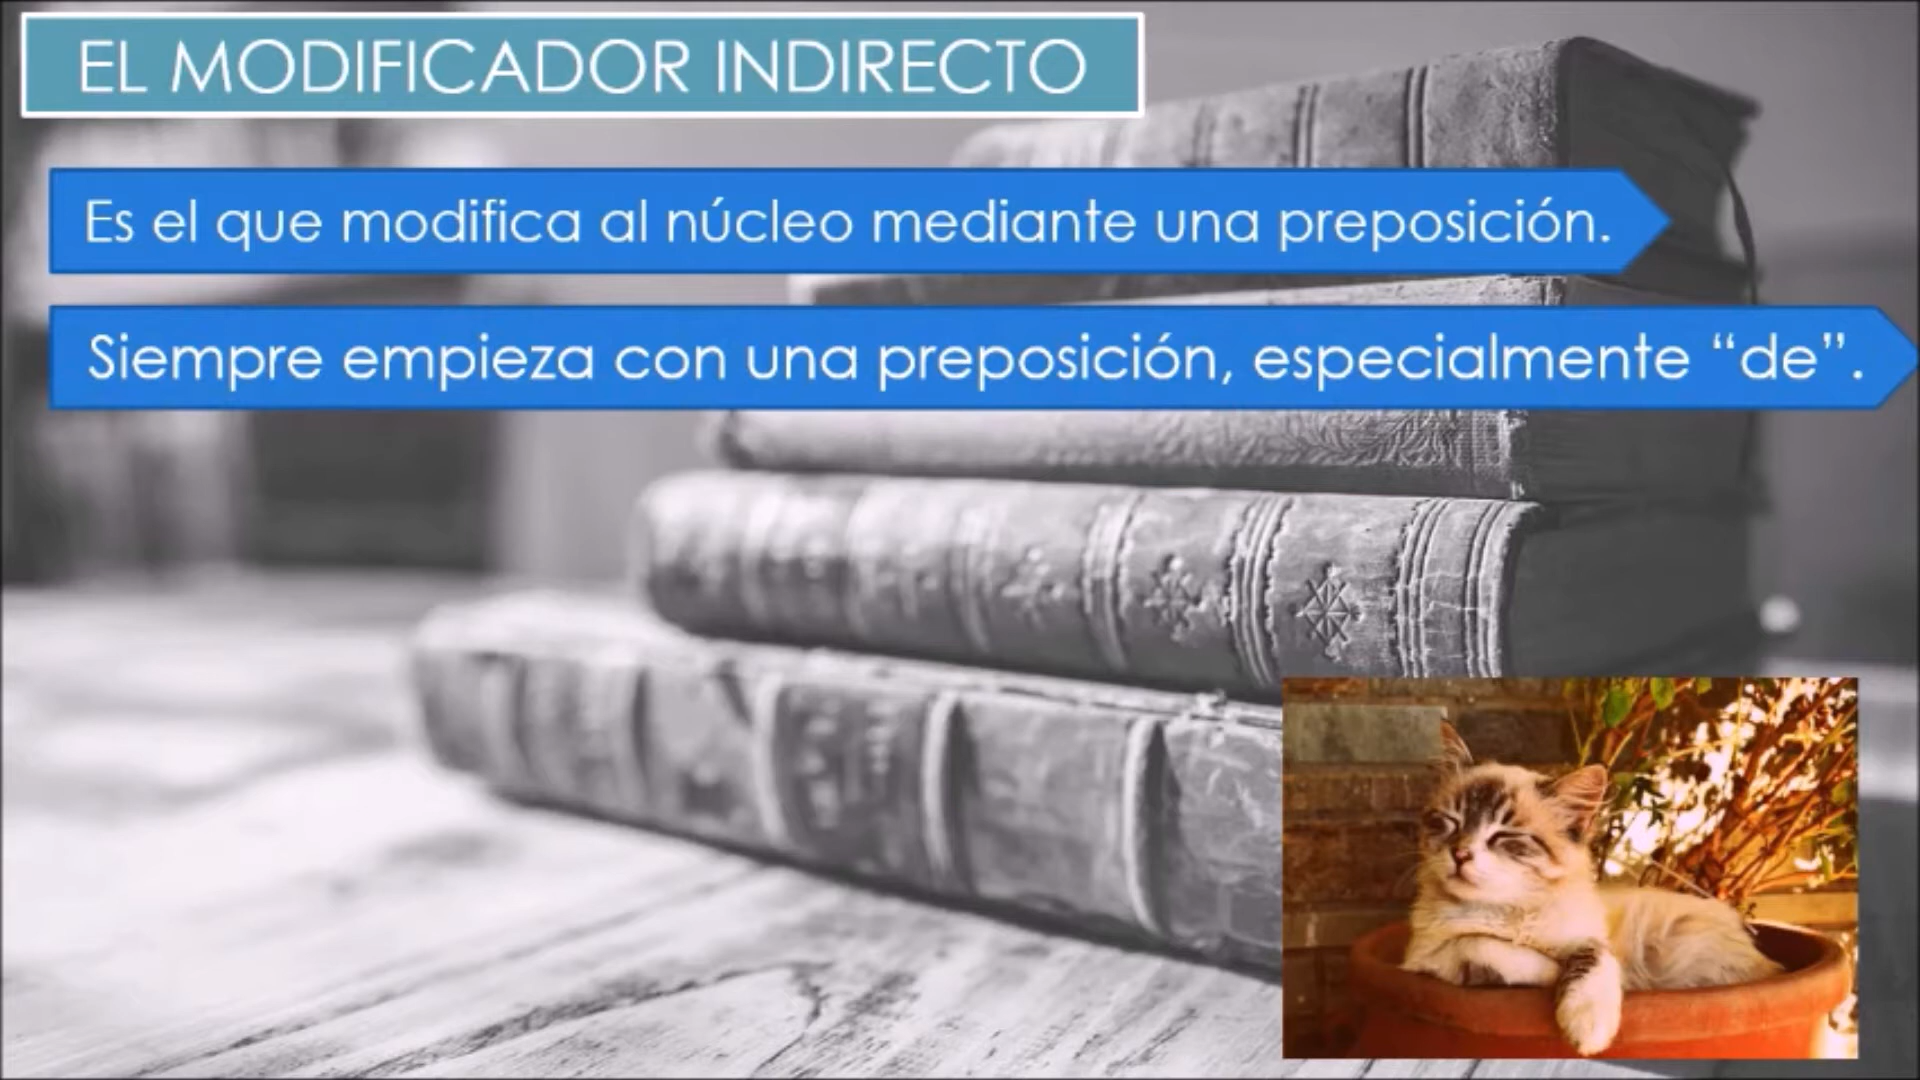 EL MODIFICADOR INDIRECTO
Es el que modifica al núcleo mediante una preposición.
Siempre empieza con una preposición, especialmente “de”.